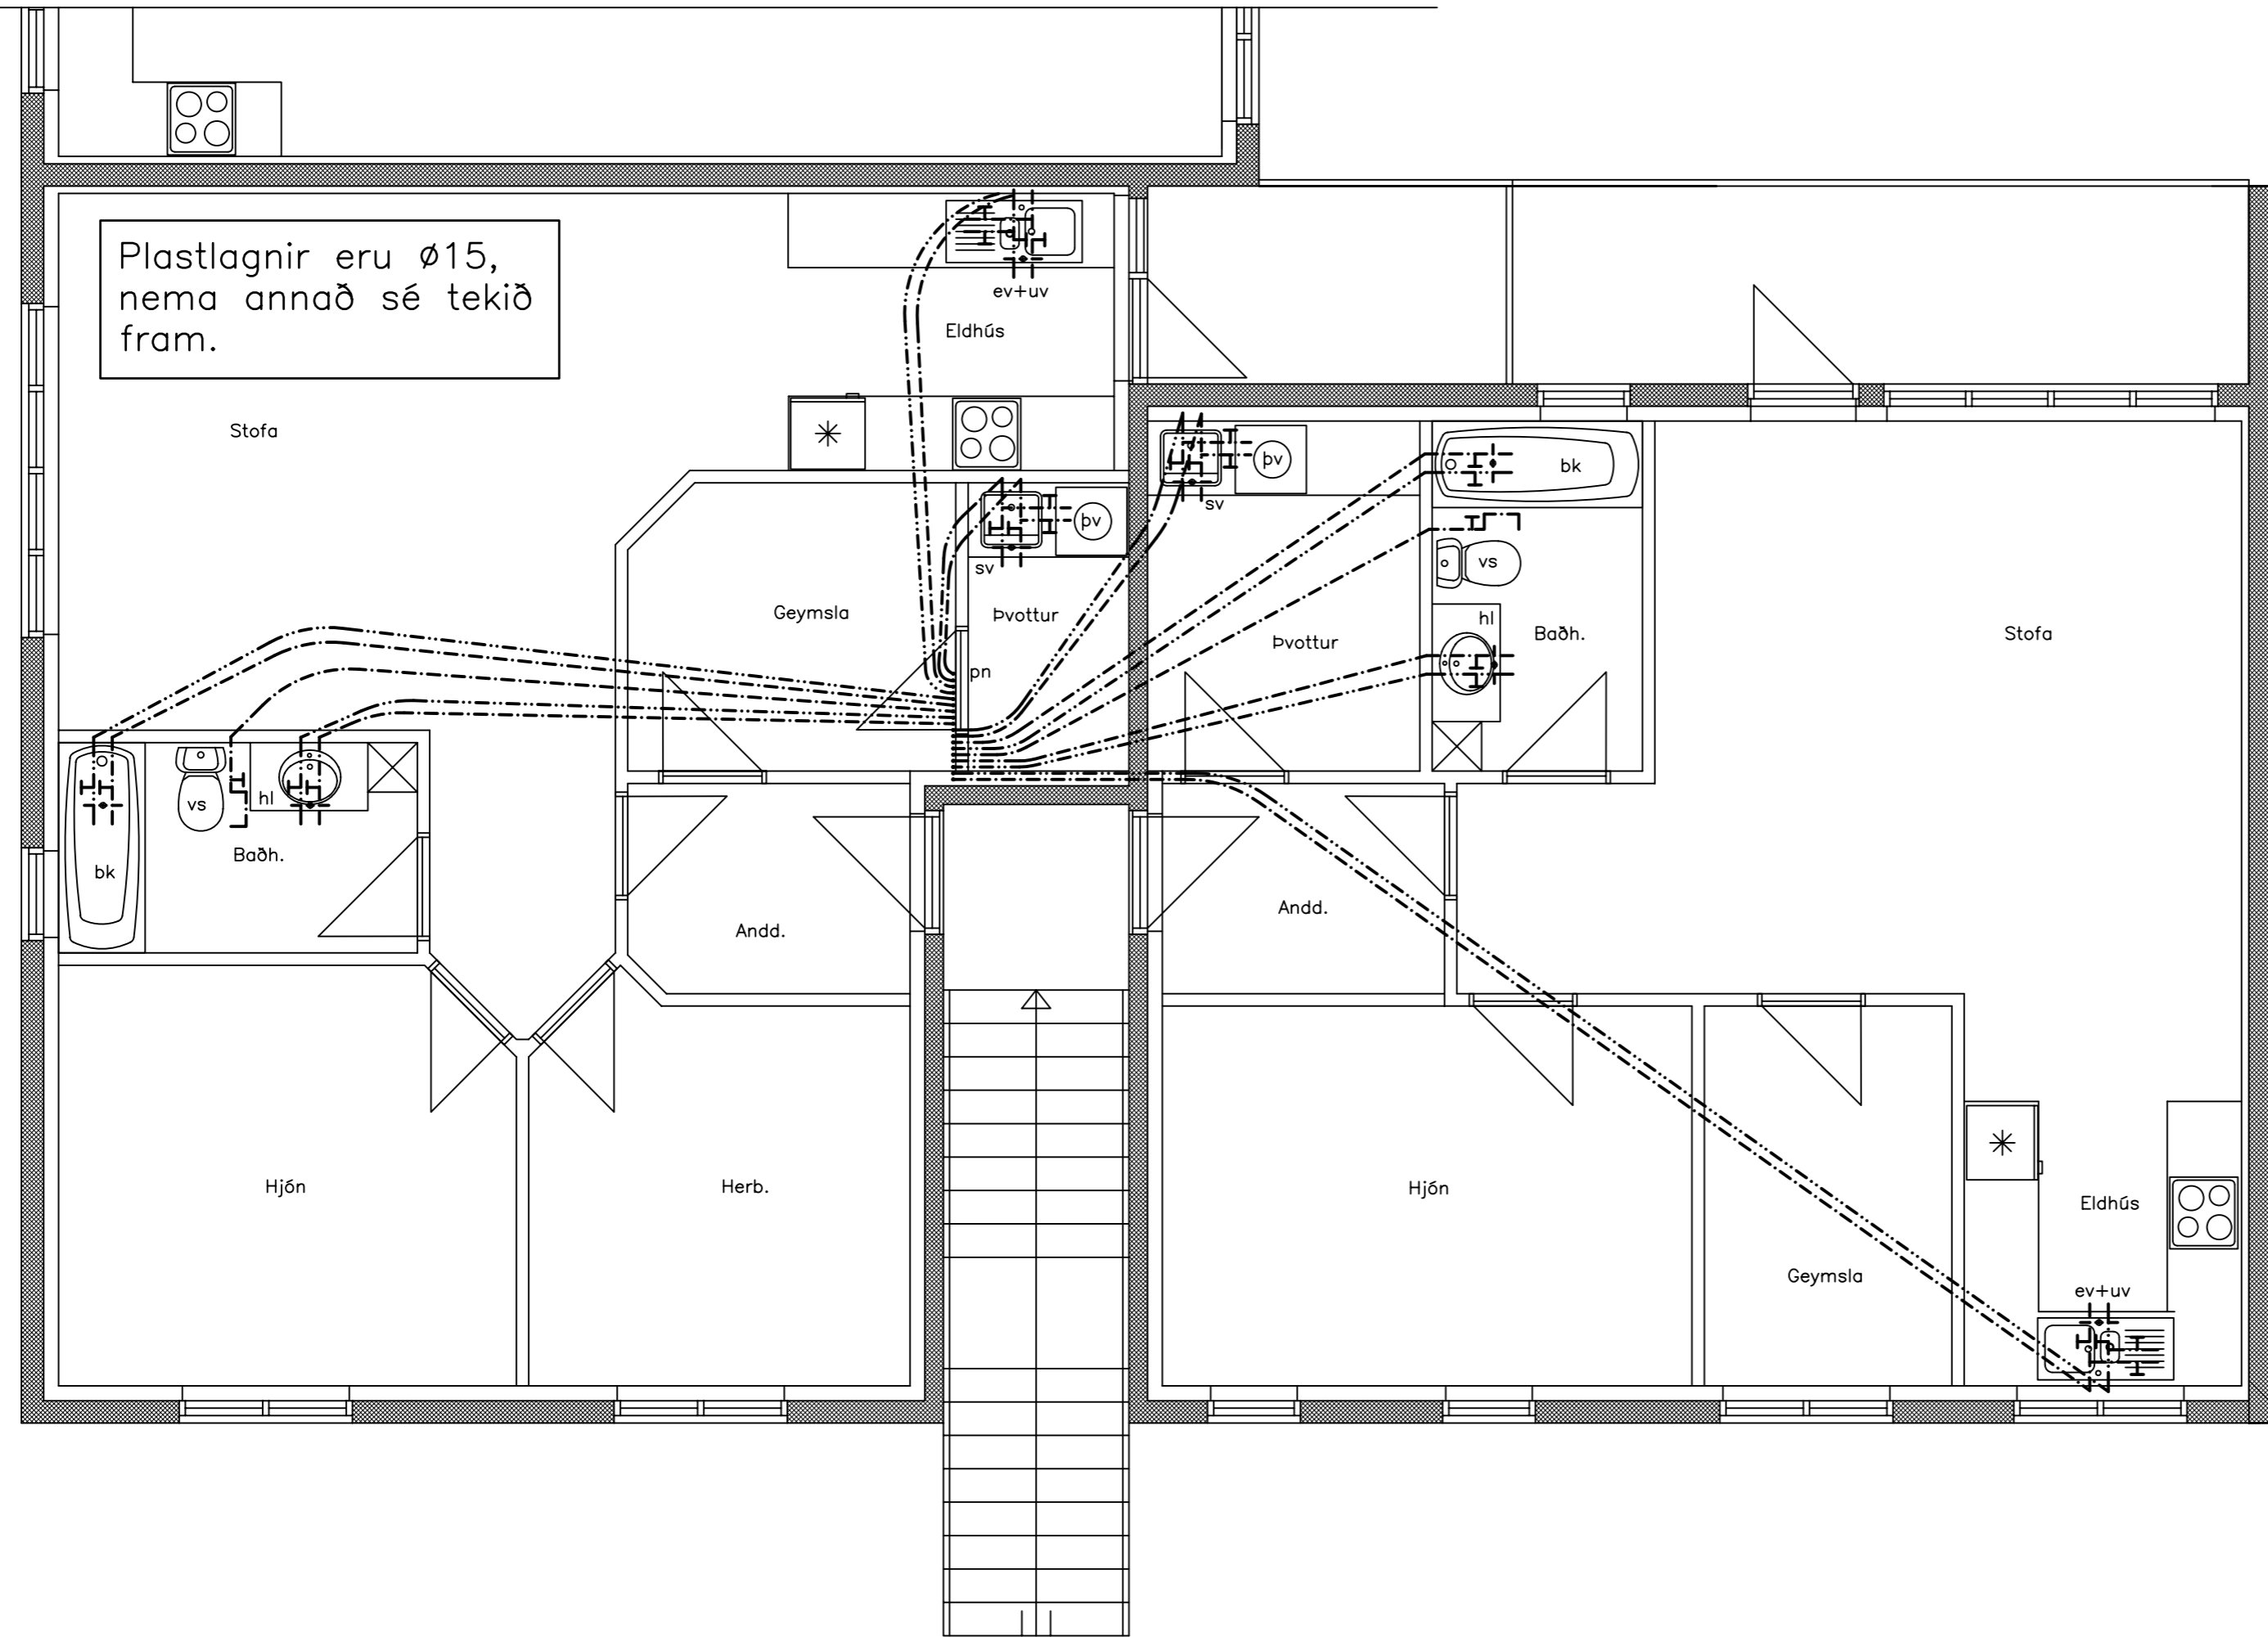 Plastlagnir eru ø15,
nema annað sé tekið
fram.
ev+uv
Eldhús
Stofa
þv
bk
sv
þv
vs
sv
Geymsla
Þvottur
hl
Baðh.
Stofa
Þvottur
pn
hl
vs
Baðh.
bk
Andd.
Andd.
Hjón
Herb.
Hjón
Eldhús
Geymsla
ev+uv